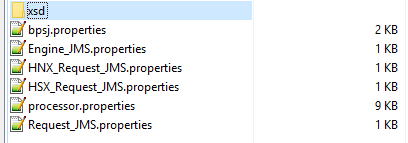 xsd
bpsj.properties 2 KB
Engine_JMS.properties 1 KB
HNX_Request_JMS.properties 1 KB
HSX_Request_JMS.properties 1 KB
processor.properties 9 KB
Request_JMS.properties 1 KB